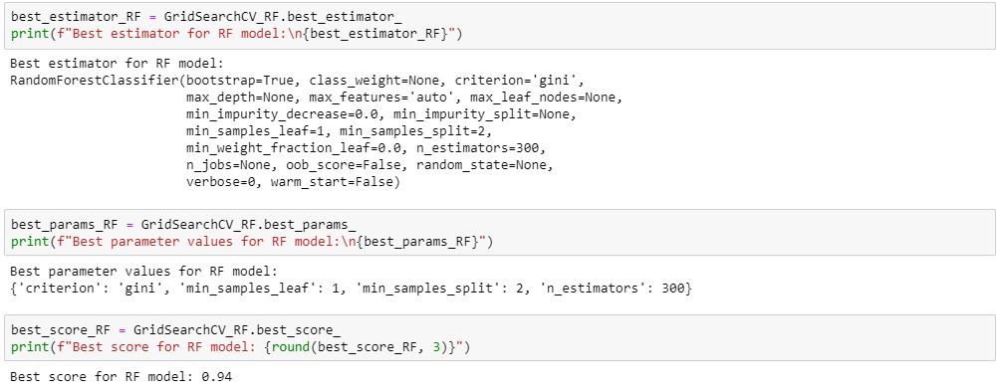 best_estimator_RF = GridSearchCV_RF.best_estimator_
print(f"Best estimator for RF model:\n{best_estimator_RF}")
Best estimator for RF model:
RandomForestClassifier(bootstrap=True, class_weight=None, criterion='gini',
                       max_depth=None, max_features='auto', max_leaf_nodes=None,
                       min_impurity_decrease=0.0, min_impurity_split=None,
                       min_samples_leaf=1, min_samples_split=2,
                       min_weight_fraction_leaf=0.0, n_estimators=300,
                       n_jobs=None, oob_score=False, random_state=None,
                       verbose=0, warm_start=False)
best_params_RF = GridSearchCV_RF.best_params_
print(f"Best parameter values for RF model:\n{best_params_RF}")
Best parameter values for RF model:
{'criterion': 'gini', 'min_samples_leaf': 1, 'min_samples_split': 2, 'n_estimators': 300}
best_score_RF = GridSearchCV_RF.best_score_
print(f"Best score for RF model: {round(best_score_RF, 3)}")
Best score for RF model: 0.94